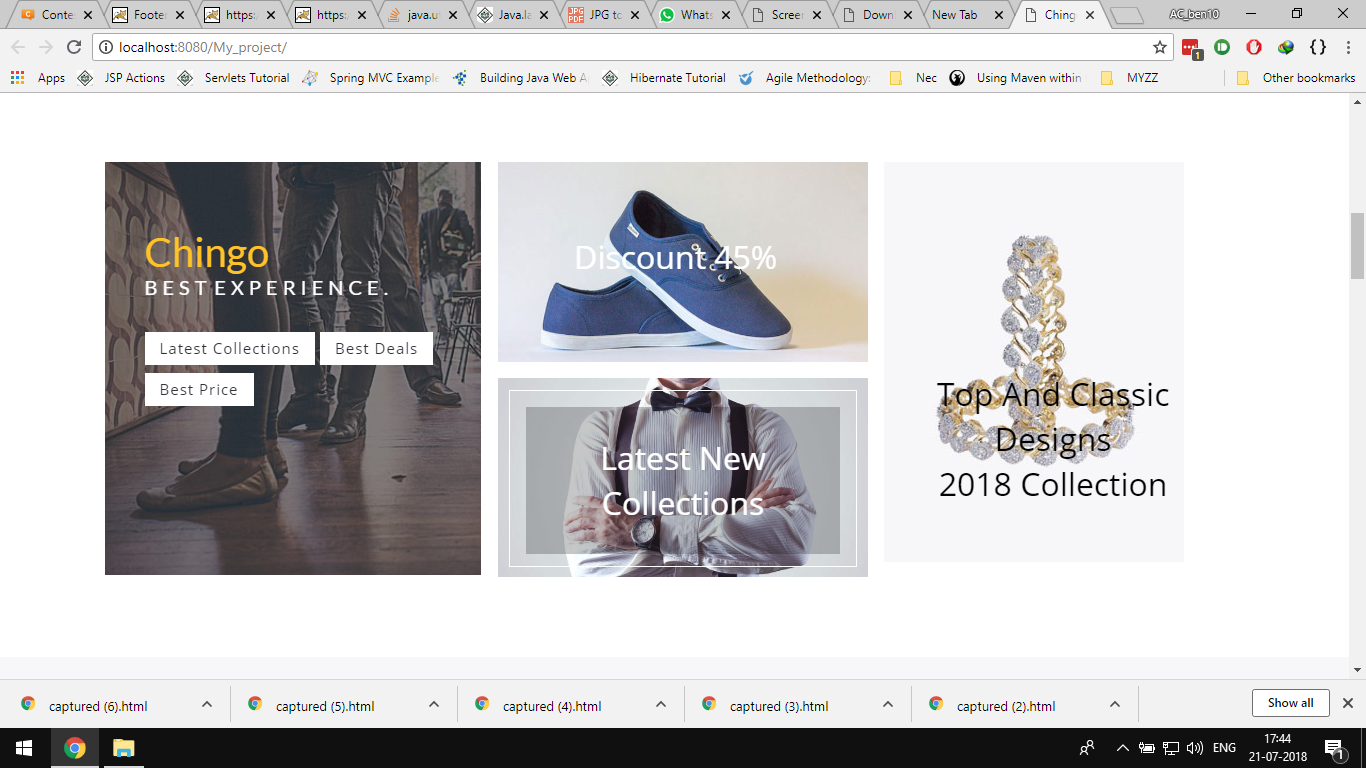 Conte
Footer
https:/
https:/
java.u
Java.la
JPG to
Whats
Screer
Down
New Tab
Ching
AC_ben10
localhost:8080/My_project/
1
Apps
JSP Actions
Servlets Tutorial
Spring MVC Example
Building Java Web A
Hibernate Tutorial
Agile Methodology:
Nec
Using Maven within
MYZZ
Other bookmarks
Chingo
BEST EXPERIENCE.
Latest Collections
Best Deals
Best Price
Discount 45%
Latest New
Collections
Top And Classic
Designs
2018 Collection
captured (6).html
captured (5).html
captured (4).html
captured (3).html
captured (2).html
Show all
ENG
17:44
21-07-2018
1